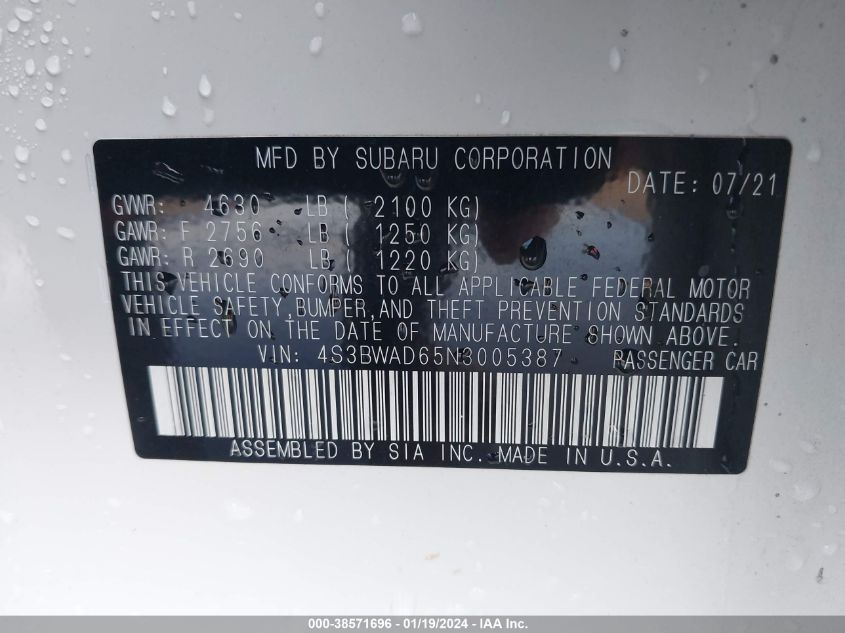 MFD BY SUBARU CORPORATION
DATE: 07/21
GVWR: 4630 LB ( 2100 KG)
GAWR: F 2756 LB ( 1250 KG)
GAWR: R 2690 LB ( 1220 KG)
THIS VEHICLE CONFORMS TO ALL APPLICABLE FEDERAL MOTOR
VEHICLE SAFETY,BUMPER,AND THEFT PREVENTION STANDARDS
IN EFFECT ON THE DATE OF MANUFACTURE SHOWN ABOVE.
VIN: 4S3BWAD65N3005387 PASSENGER CAR
ASSEMBLED BY SIA INC. MADE IN U.S.A.
000-38571696 - 01/19/2024 - IAAI.com